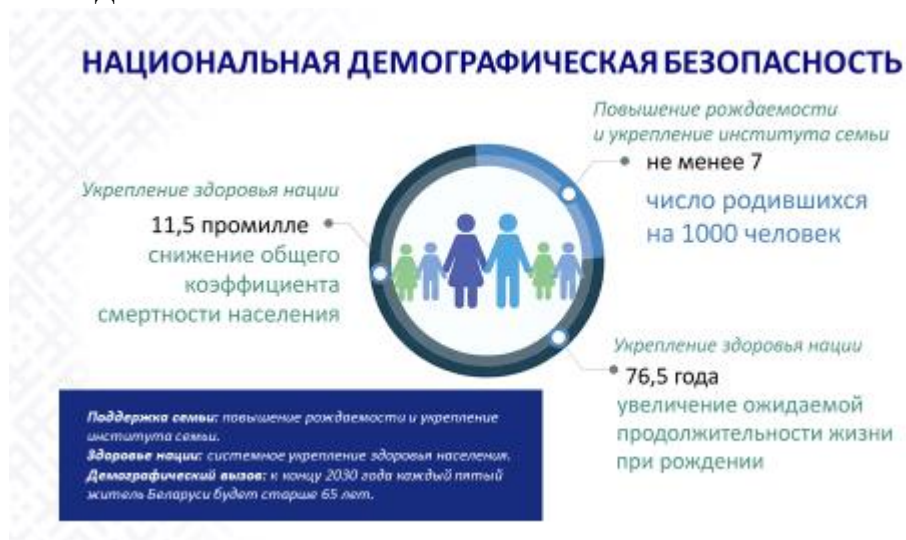 НАЦИОНАЛЬНАЯ ДЕМОГРАФИЧЕСКАЯ БЕЗОПАСНОСТЬ
Повышение рождаемости
и укрепление института семьи
не менее 7
число родившихся
на 1000 человек
Укрепление здоровья нации
11,5 промилле
снижение общего
коэффициента
смертности населения
Укрепление здоровья нации
76,5 года
увеличение ожидаемой
продолжительности жизни
при рождении
Поддержка семьи: повышение рождаемости и укрепление
института семьи.
Здоровье нации: системное укрепление здоровья населения.
Демографический вызов: к концу 2030 года каждый пятый
житель Беларуси будет старше 65 лет.